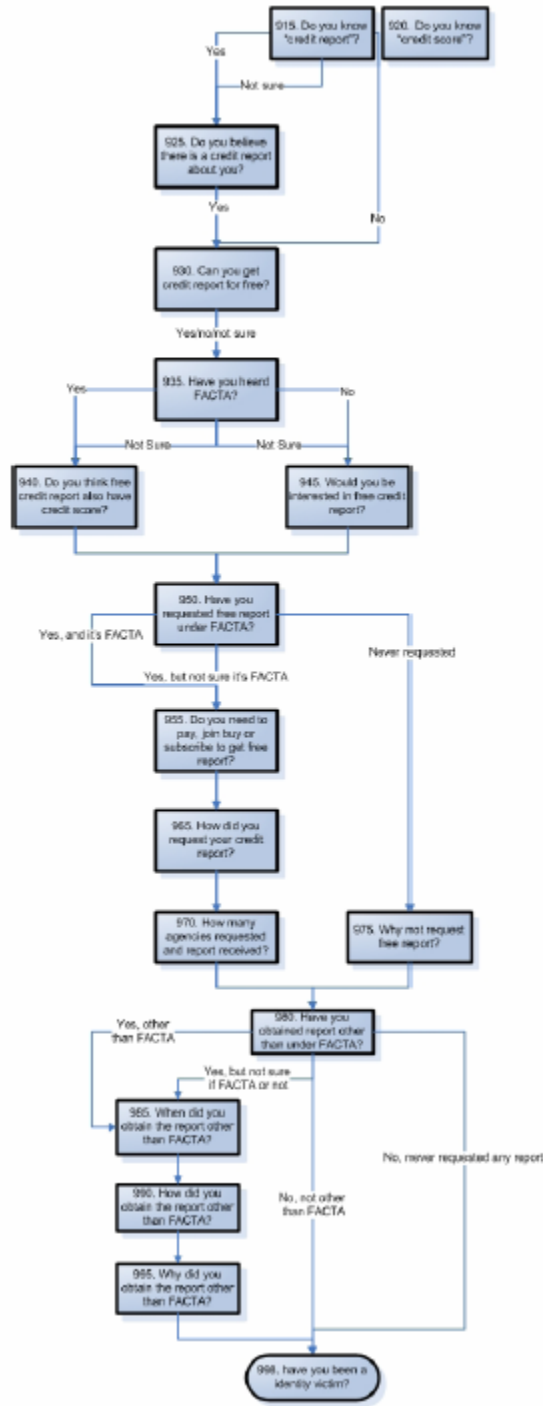 915. Do you know
"credit report"?
920. Do you know
"credit score"?
Yes
Not sure
925. Do you believe
there is a credit report
about you?
Yes
No
930. Can you get
credit report for free?
Yes/no/not sure
935. Have you heard
FACTA?
Yes
No
Not Sure
Not Sure
940. Do you think free
credit report also have
credit score?
945. Would you be
interested in free credit
report?
950. Have you
requested free report
under FACTA?
Yes, and it's FACTA
Never requested
Yes, but not sure it's FACTA
955. Do you need to
pay, join buy or
subscribe to get free
report?
965. How did you
request your credit
report?
970. How many
agencies requested
and report received?
975. Why not request
free report?
980. Have you
obtained report other
than under FACTA?
Yes, other
than FACTA
Yes, but not sure
if FACTA or not
985. When did you
obtain the report other
than FACTA?
No, never requested any report
990. How did you
obtain the report other
than FACTA?
No, not other
than FACTA
995. Why did you
obtain the report other
than FACTA?
998. have you been a
identity victim?